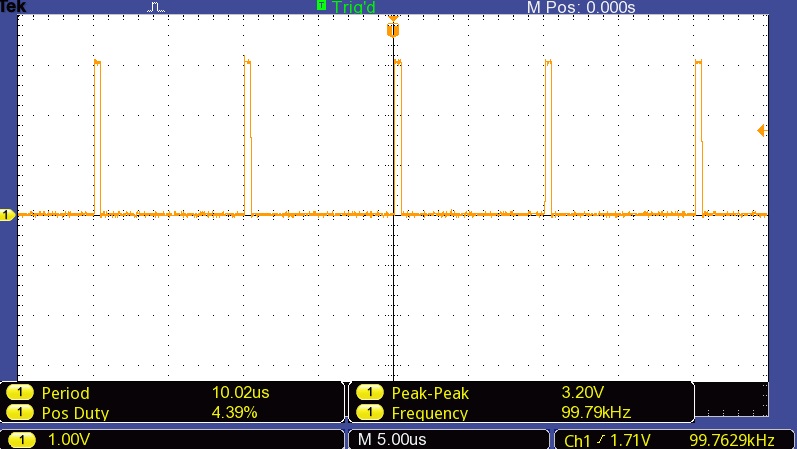 Tek T Trig'd M Pos: 0.000s
1
1 Period 10.02us 1 Peak-Peak 3.20V
1 Pos Duty 4.39% 1 Frequency 99.79kHz
1 1.00V M 5.00us Ch1 1.71V 99.7629kHz